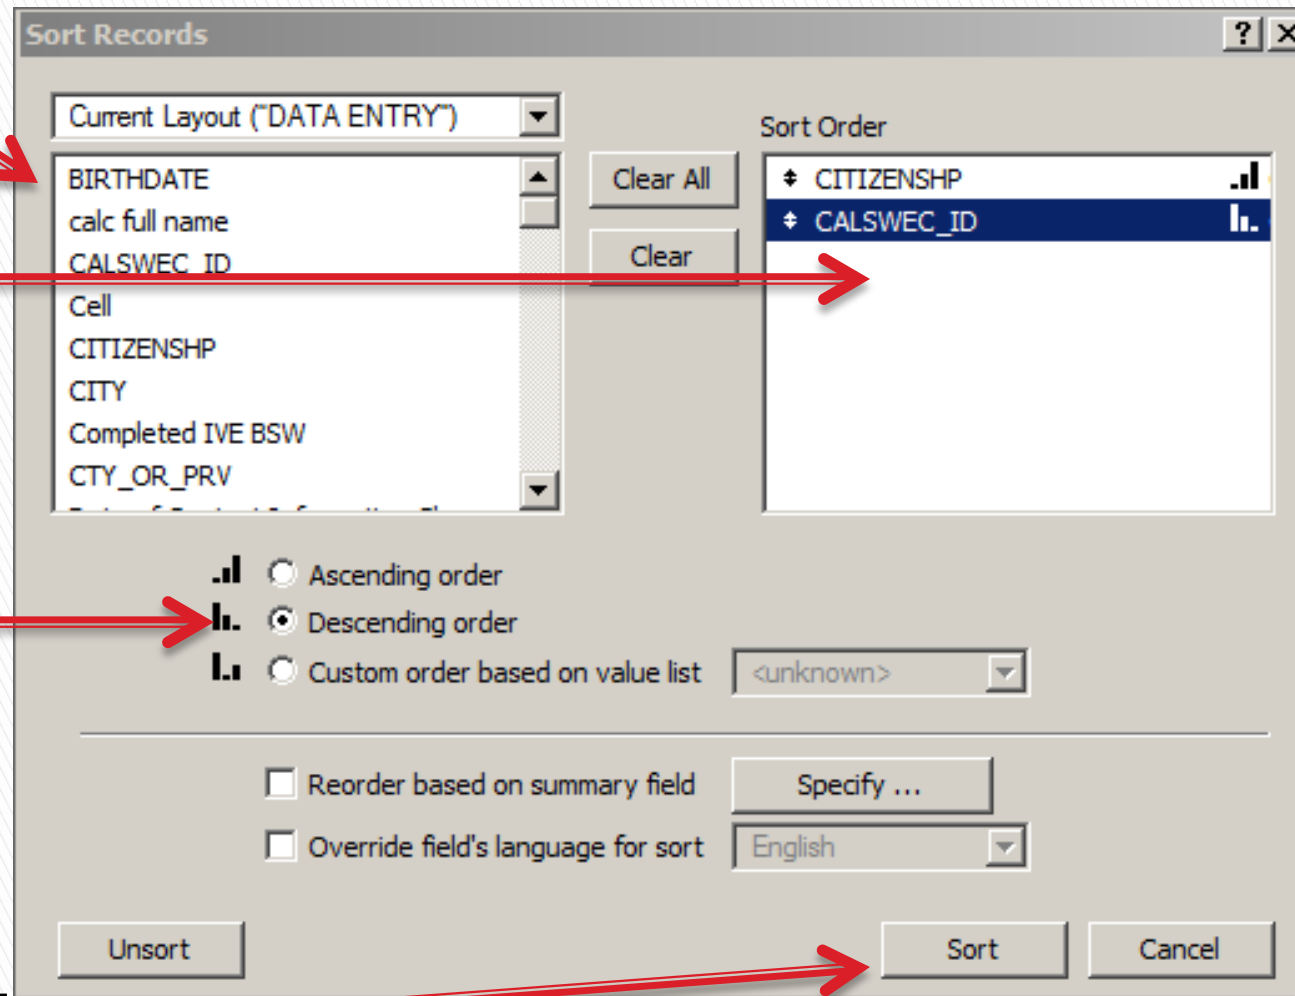 Sort Records
? X
Current Layout ("DATA ENTRY")
Sort Order
BIRTHDATE
calc full name
CALSWEC_ID
Cell
CITIZENSHP
CITY
Completed IVE BSW
CTY_OR_PRV
Clear All
Clear
CITIZENSHP
CALSWEC_ID
Ascending order
Descending order
Custom order based on value list
<unknown>
Reorder based on summary field
Specify ...
Override field's language for sort
English
Unsort
Sort
Cancel